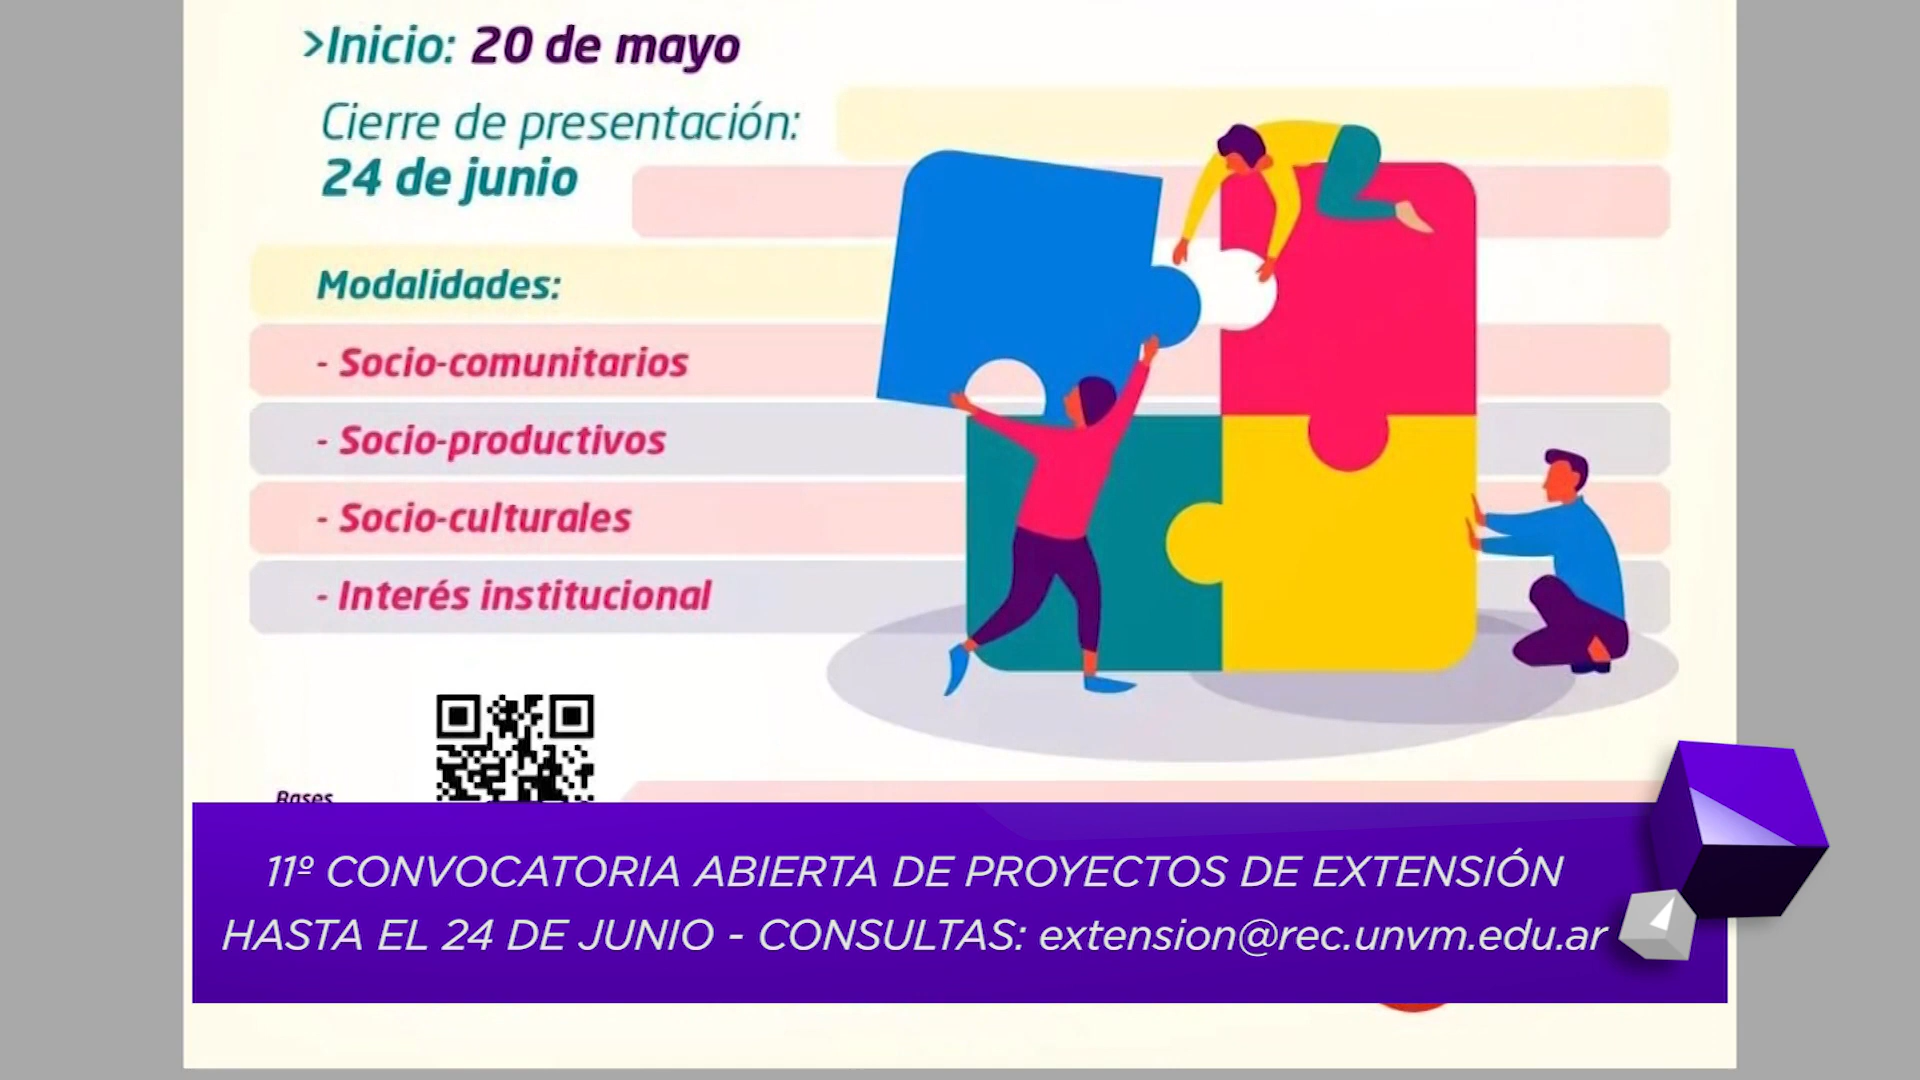 >Inicio: 20 de mayo
Cierre de presentación:
24 de junio
Modalidades:
- Socio-comunitarios
- Socio-productivos
- Socio-culturales
- Interés institucional
Bases
11º CONVOCATORIA ABIERTA DE PROYECTOS DE EXTENSIÓN
HASTA EL 24 DE JUNIO - CONSULTAS: extension@rec.unvm.edu.ar